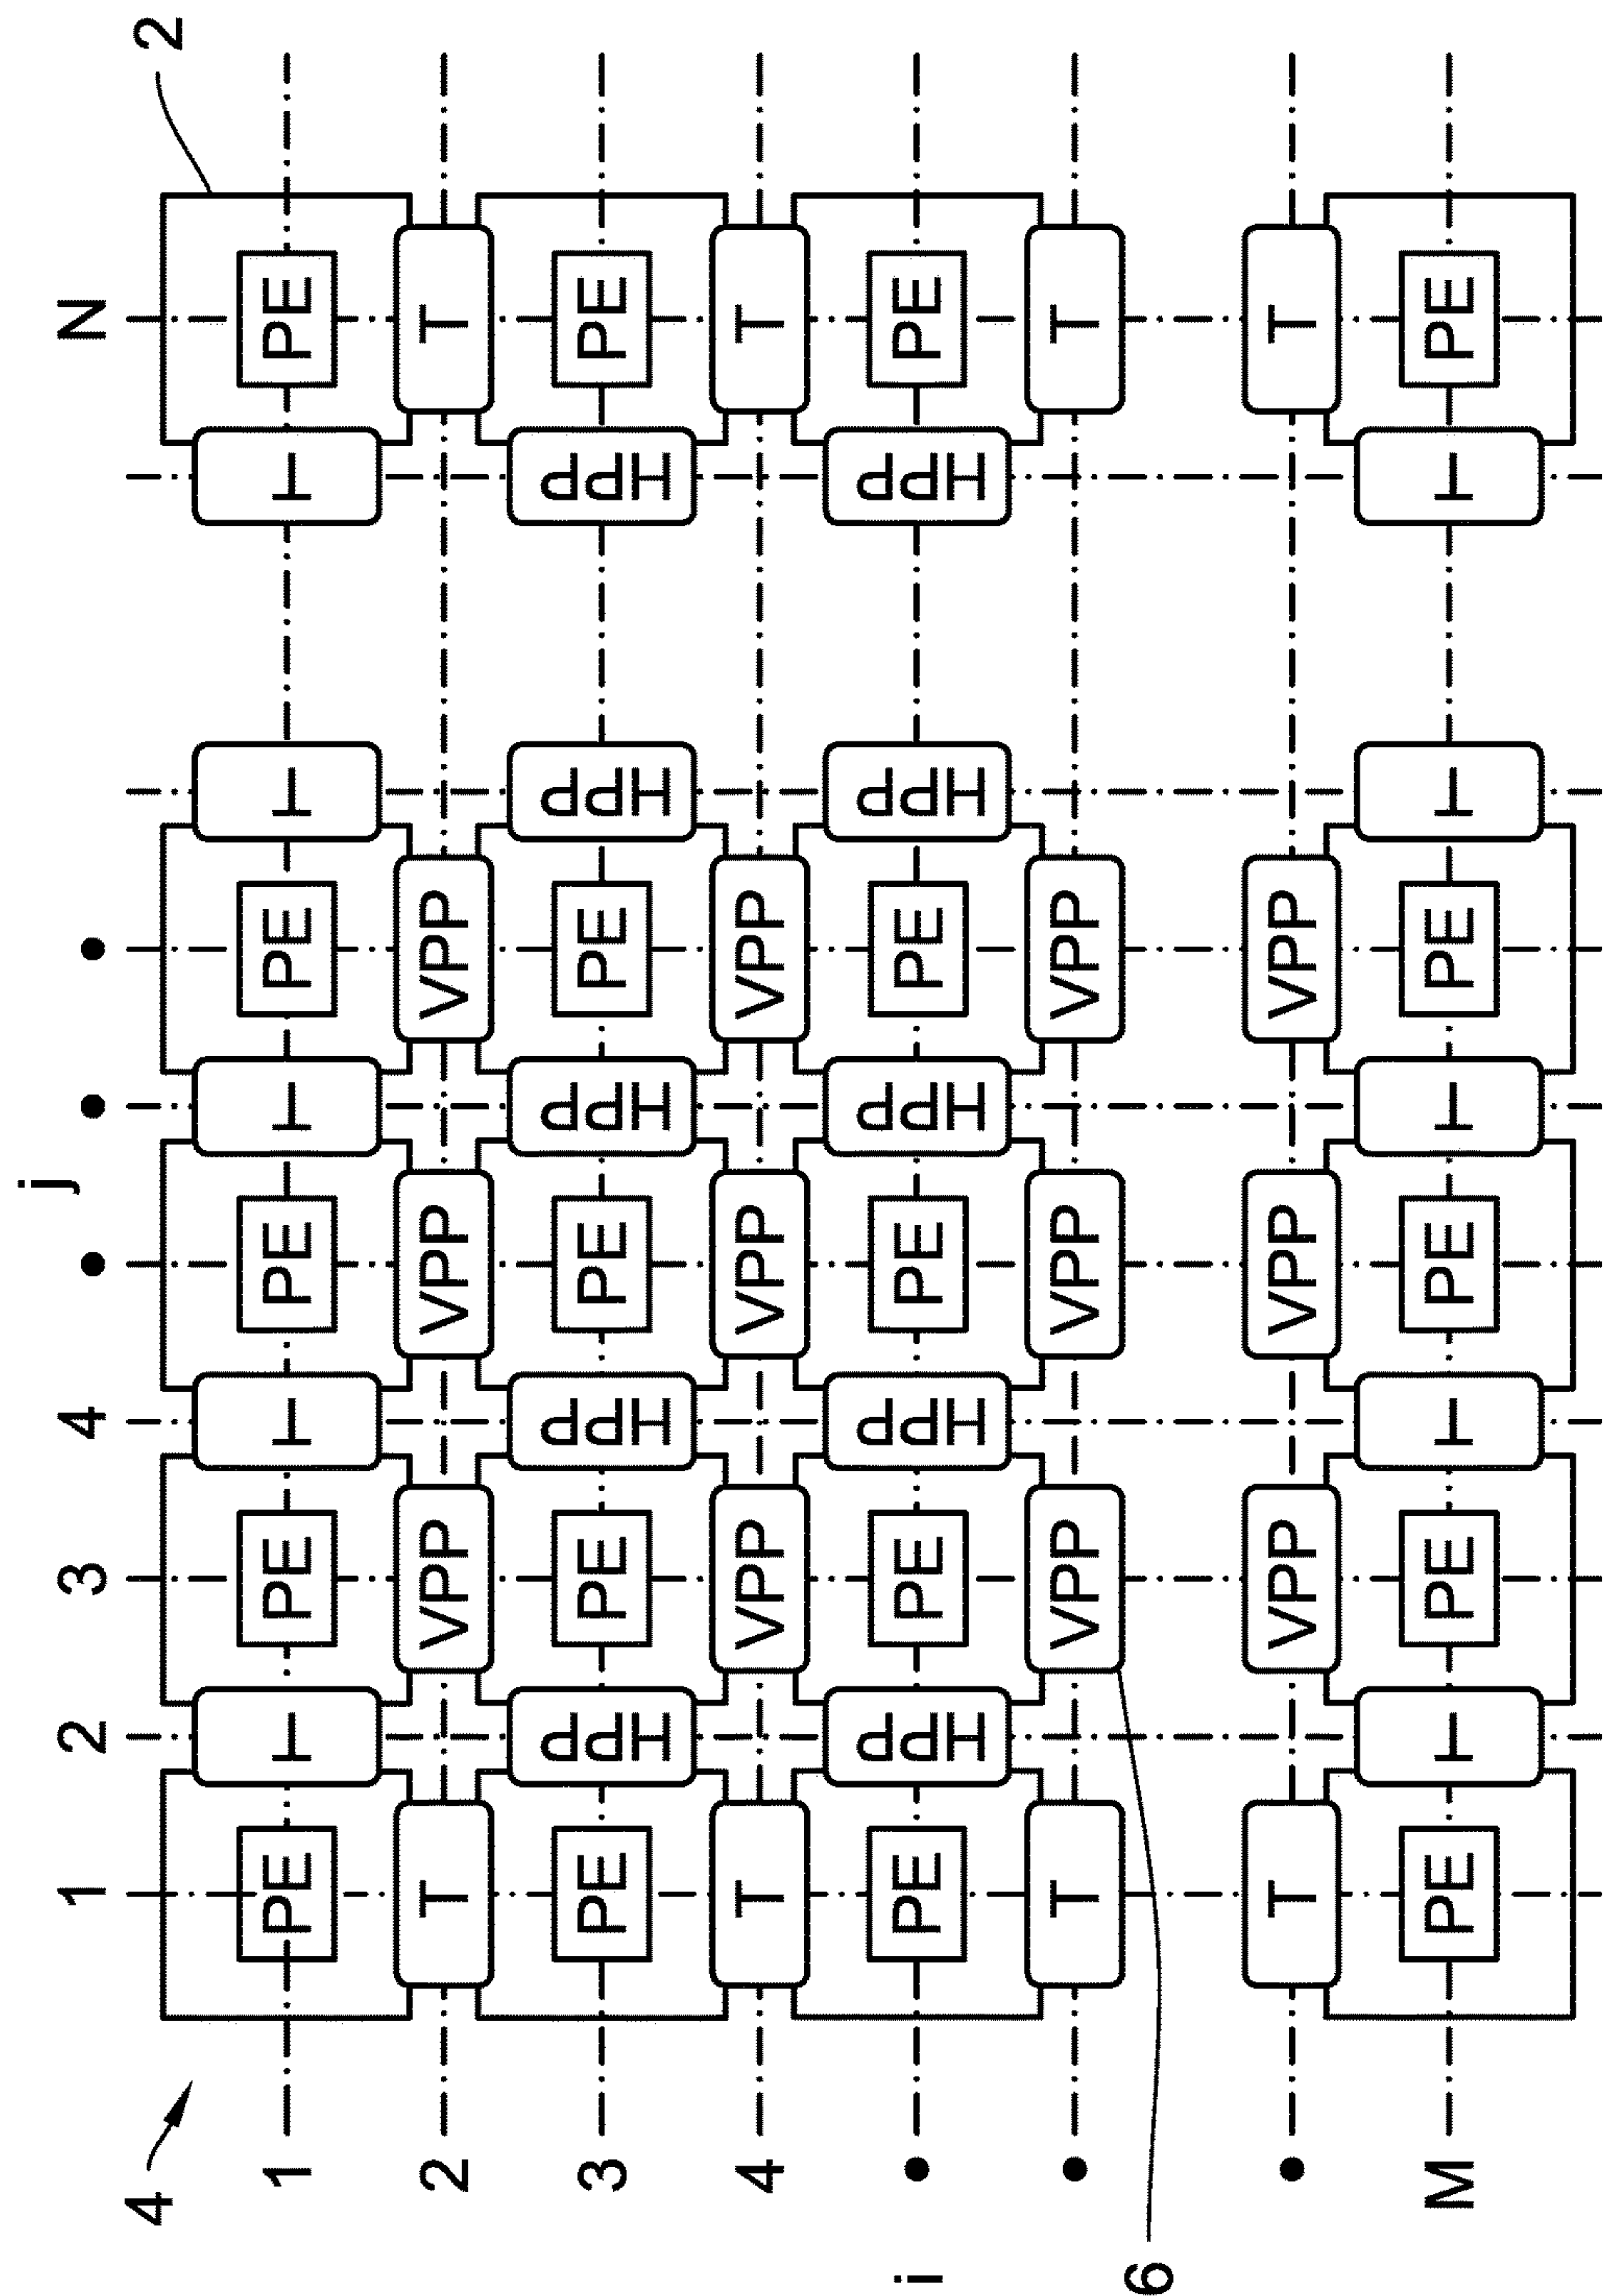 j
1 2 3 4 • • • N
4 2
1 PE T PE T PE T PE T T PE
2 T VPP VPP VPP T
3 PE HPP PE HPP PE HPP PE HPP HPP PE
4 T VPP VPP VPP T
i • PE HPP PE HPP PE HPP PE HPP HPP PE
• T VPP VPP VPP T
6
• T VPP VPP VPP T
M PE T PE T PE T PE T T PE